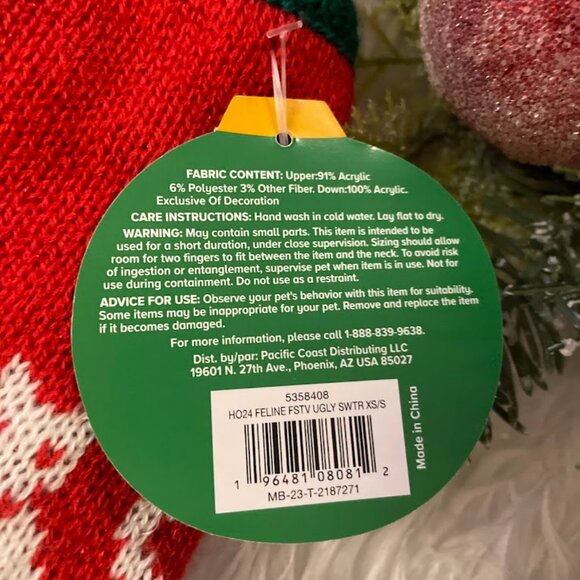 FABRIC CONTENT: Upper:91% Acrylic
6% Polyester 3% Other Fiber. Down:100% Acrylic.
Exclusive Of Decoration
CARE INSTRUCTIONS: Hand wash in cold water. Lay flat to dry.
WARNING: May contain small parts. This item is intended to be
used for a short duration, under close supervision. Sizing should allow
room for two fingers to fit between the item and the neck. To avoid risk
of ingestion or entanglement, supervise pet when item is in use. Not for
use during containment. Do not use as a restraint.
ADVICE FOR USE: Observe your pet's behavior with this item for suitability.
Some items may be inappropriate for your pet. Remove and replace the item
if it becomes damaged.
For more information, please call 1-888-839-9638.
Dist. by/par: Pacific Coast Distributing LLC
19601 N. 27th Ave., Phoenix, AZ USA 85027
5358408
HO24 FELINE FSTV UGLY SWTR XS/S
1 96481 08081 2
MB-23-T-2187271
Made in China